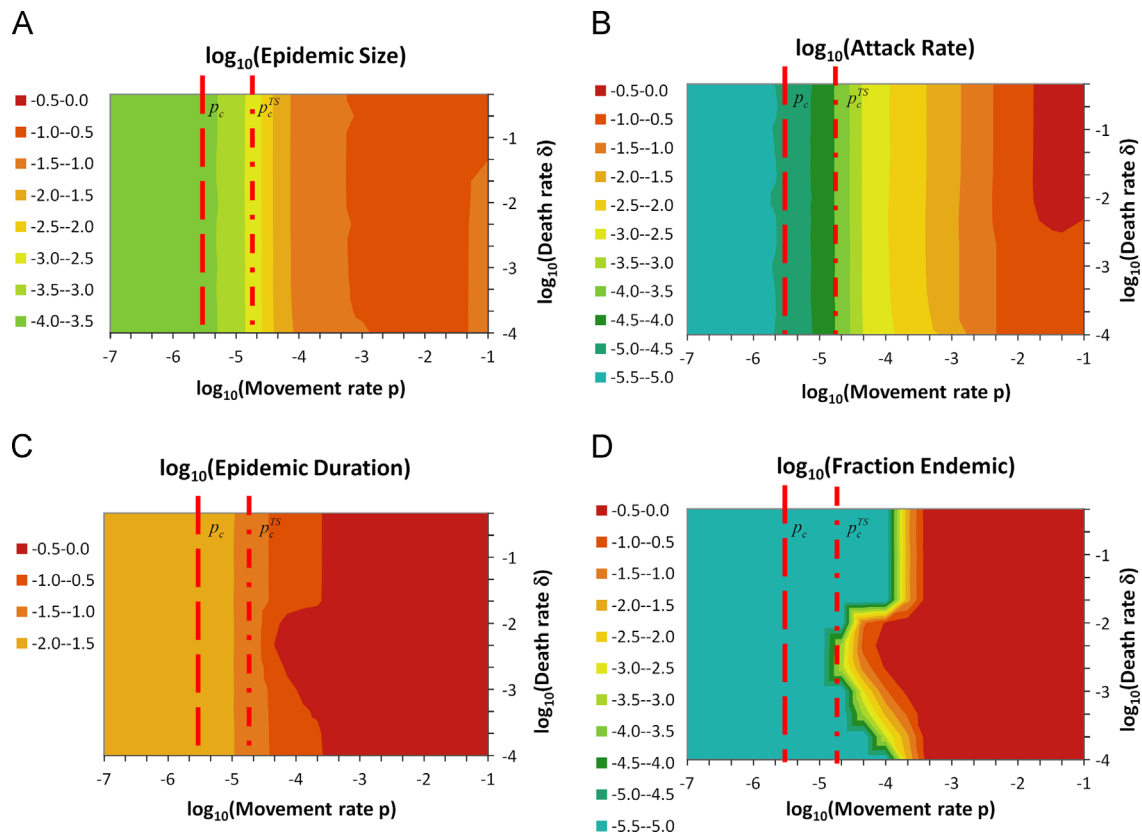 A
log10(Epidemic Size)
-0.5-0.0
-1.0--0.5
-1.5--1.0
-2.0--1.5
-2.5--2.0
-3.0--2.5
-3.5--3.0
-4.0--3.5
pc
pcTS
-1
-2
-3
-4
log10(Death rate δ)
-7 -6 -5 -4 -3 -2 -1
log10(Movement rate p)
B
log10(Attack Rate)
-0.5-0.0
-1.0--0.5
-1.5--1.0
-2.0-1.5
-2.5--2.0
-3.0--2.5
-3.5--3.0
-4.0--3.5
-4.5--4.0
-5.0--4.5
-5.5--5.0
pc
pcTS
-1
-2
-3
-4
log10(Death rate δ)
-7 -6 -5 -4 -3 -2 -1
log10(Movement rate p)
C
log10(Epidemic Duration)
-0.5-0.0
-1.0--0.5
-1.5--1.0
-2.0--1.5
pc
pcTS
-1
-2
-3
-4
log10(Death rate δ)
-7 -6 -5 -4 -3 -2 -1
log10(Movement rate p)
D
log10(Fraction Endemic)
-0.5-0.0
-1.0--0.5
-1.5--1.0
-2.0--1.5
-2.5--2.0
-3.0--2.5
-3.5--3.0
-4.0--3.5
-4.5--4.0
-5.0--4.5
-5.5--5.0
pc
pcTS
-1
-2
-3
-4
log10(Death rate δ)
-7 -6 -5 -4 -3 -2 -1
log10(Movement rate p)